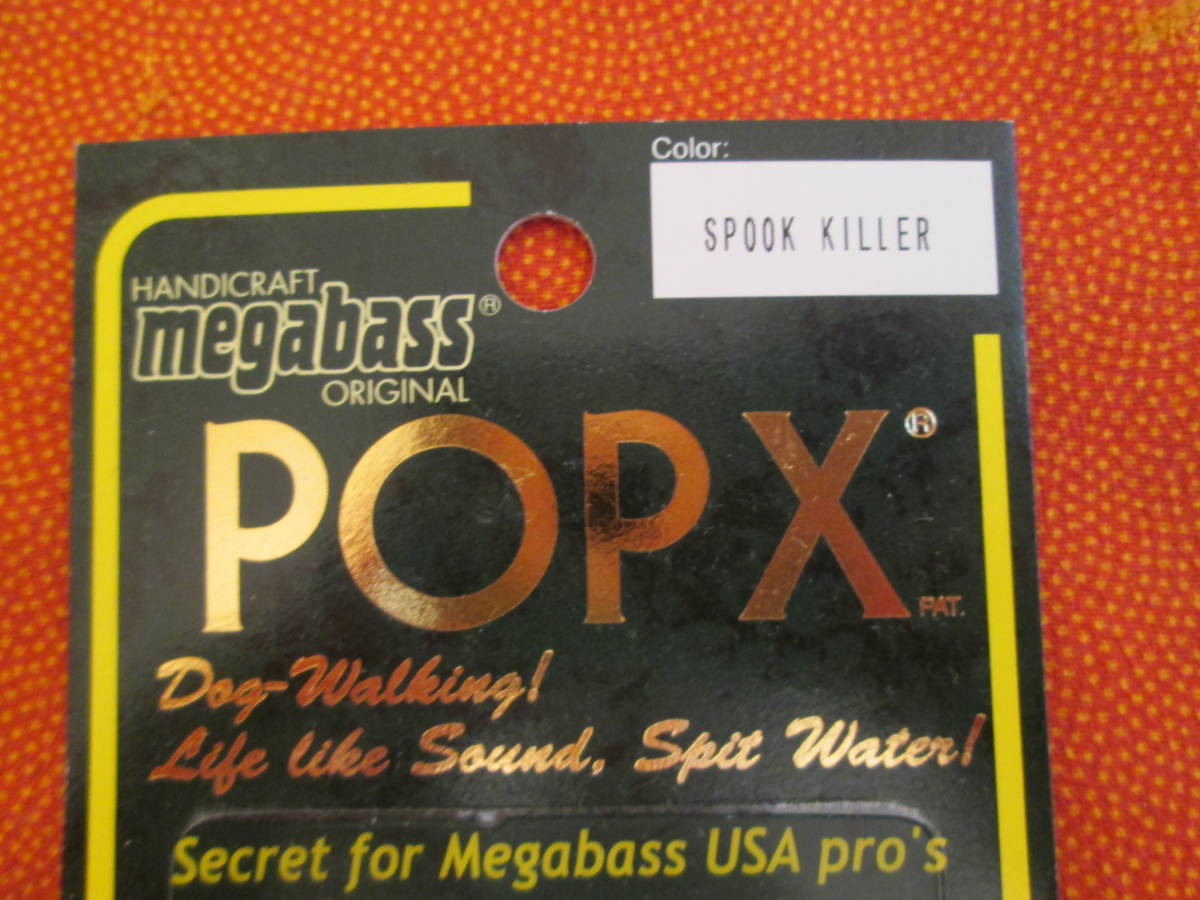 Color:
SPOOK KILLER
HANDICRAFT
megabass®
ORIGINAL
POPX®
PAT.
Dog-Walking!
Life like Sound, Spit Water!
Secret for Megabass USA pro's